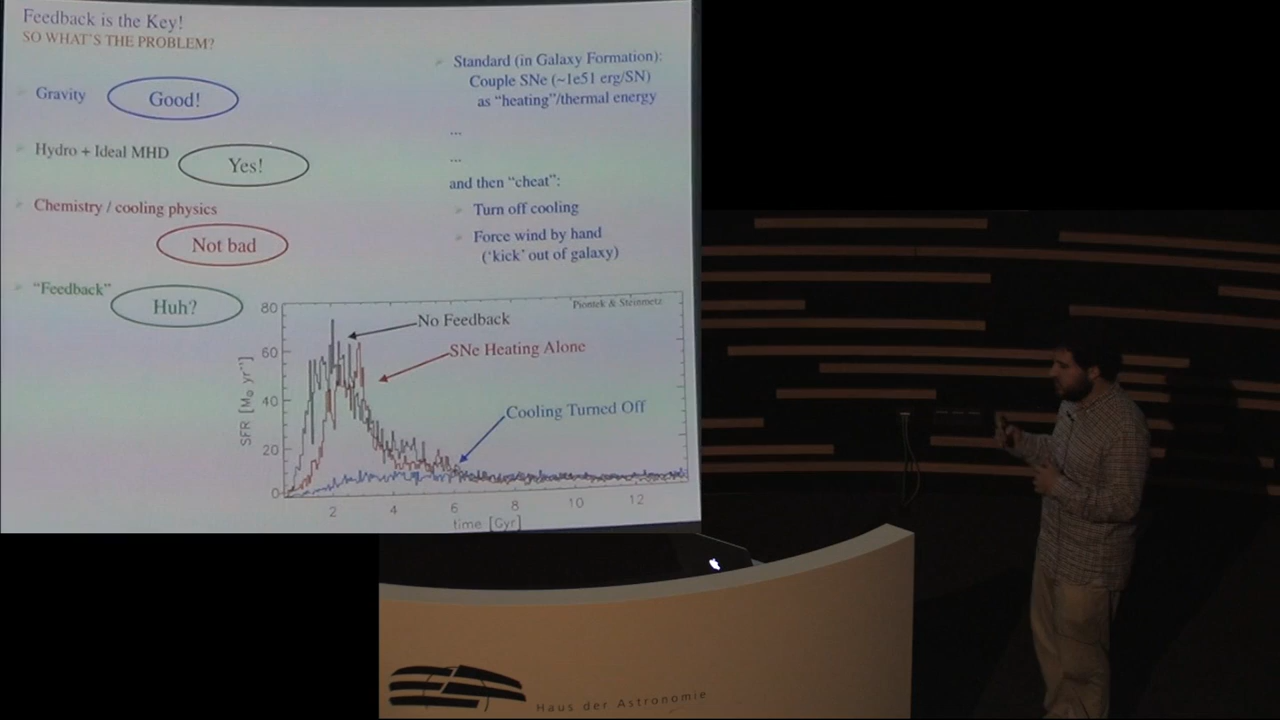 Feedback is the Key!
SO WHAT'S THE PROBLEM?
Gravity
Good!
Hydro + Ideal MHD
Yes!
Chemistry / cooling physics
Not bad
"Feedback"
Huh?
Standard (in Galaxy Formation):
Couple SNe (~1e51 erg/SN)
as "heating"/thermal energy
...
...
and then "cheat":
Turn off cooling
Force wind by hand
('kick' out of galaxy)
Piontek & Steinmetz
No Feedback
SNe Heating Alone
Cooling Turned Off
SFR [M⊙ yr⁻¹]
80
60
40
20
0
2 4 6 8 10 12
time [Gyr]
Haus der Astronomie